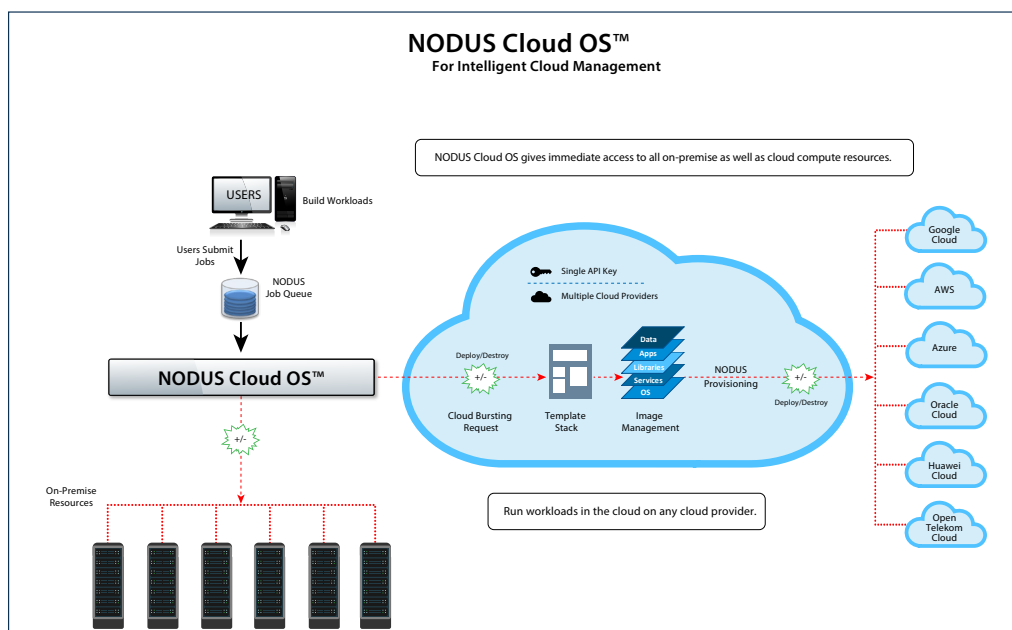 NODUS Cloud OS™
For Intelligent Cloud Management
NODUS Cloud OS gives immediate access to all on-premise as well as cloud compute resources.
USERS
Build Workloads
Users Submit
Jobs
NODUS
Job Queue
NODUS Cloud OS™
+/-
On-Premise
Resources
Single API Key
Multiple Cloud Providers
Deploy/Destroy
+/-
Cloud Bursting
Request
Template
Stack
Data
Apps
Libraries
Services
OS
Image
Management
NODUS
Provisioning
+/-
Deploy/Destroy
Run workloads in the cloud on any cloud provider.
Google
Cloud
AWS
Azure
Oracle
Cloud
Huawei
Cloud
Open
Telekom
Cloud